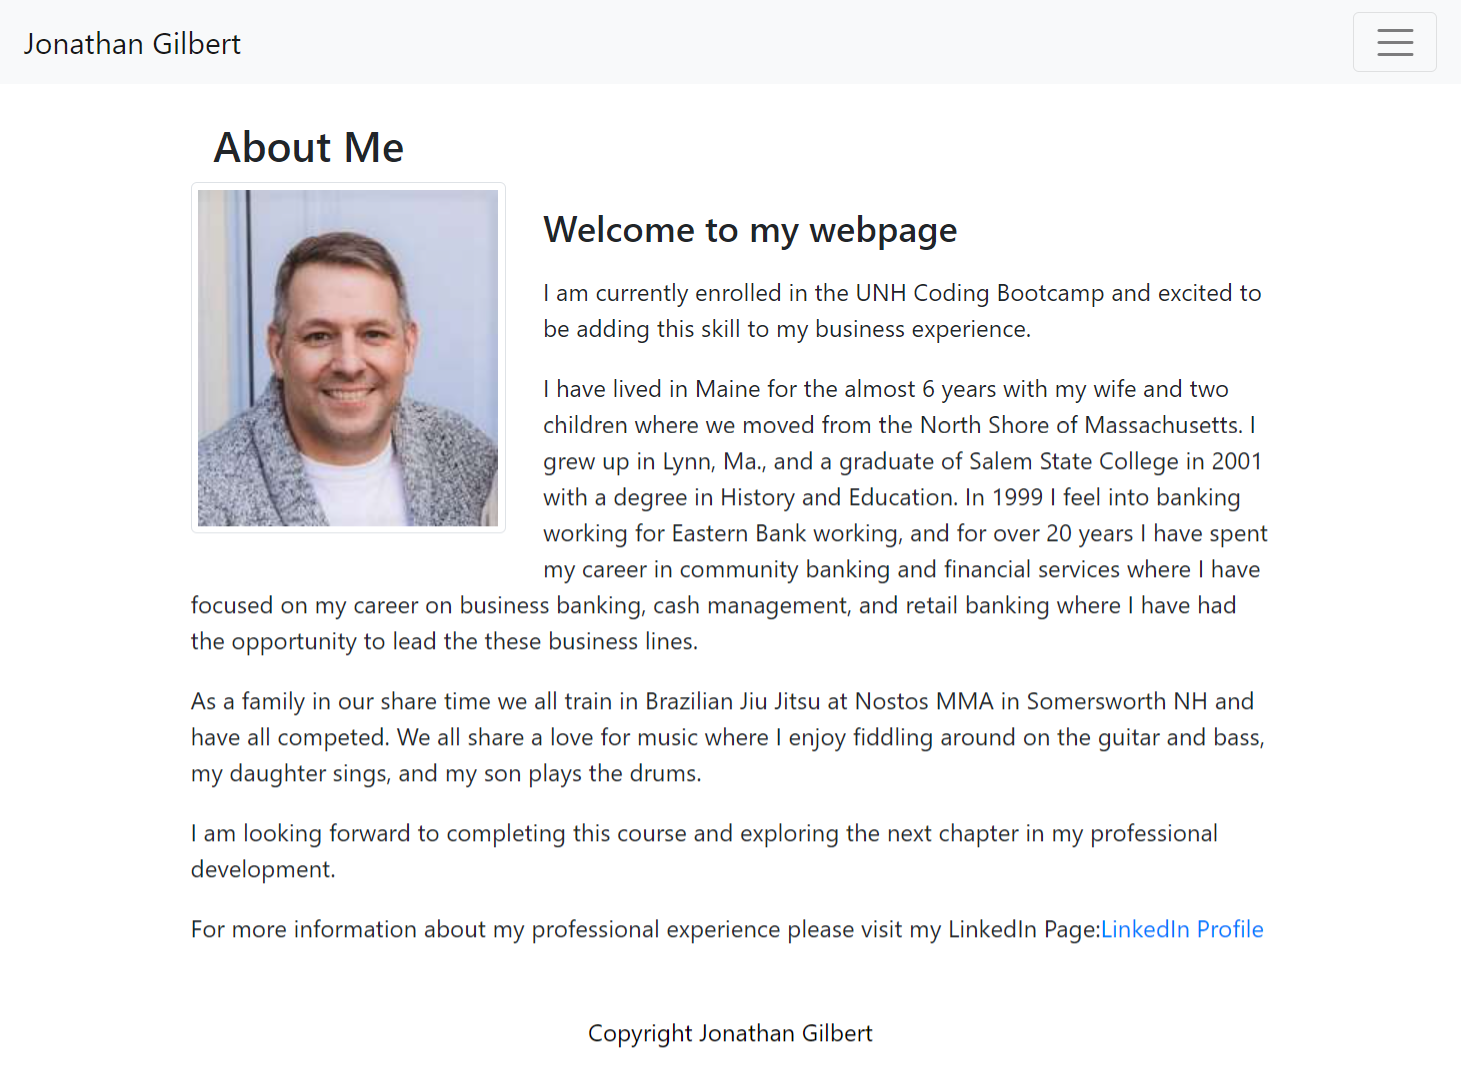 Jonathan Gilbert
About Me
Welcome to my webpage
I am currently enrolled in the UNH Coding Bootcamp and excited to
be adding this skill to my business experience.
I have lived in Maine for the almost 6 years with my wife and two
children where we moved from the North Shore of Massachusetts. I
grew up in Lynn, Ma., and a graduate of Salem State College in 2001
with a degree in History and Education. In 1999 I feel into banking
working for Eastern Bank working, and for over 20 years I have spent
my career in community banking and financial services where I have
focused on my career on business banking, cash management, and retail banking where I have had
the opportunity to lead the these business lines.
As a family in our share time we all train in Brazilian Jiu Jitsu at Nostos MMA in Somersworth NH and
have all competed. We all share a love for music where I enjoy fiddling around on the guitar and bass,
my daughter sings, and my son plays the drums.
I am looking forward to completing this course and exploring the next chapter in my professional
development.
For more information about my professional experience please visit my LinkedIn Page:LinkedIn Profile
Copyright Jonathan Gilbert